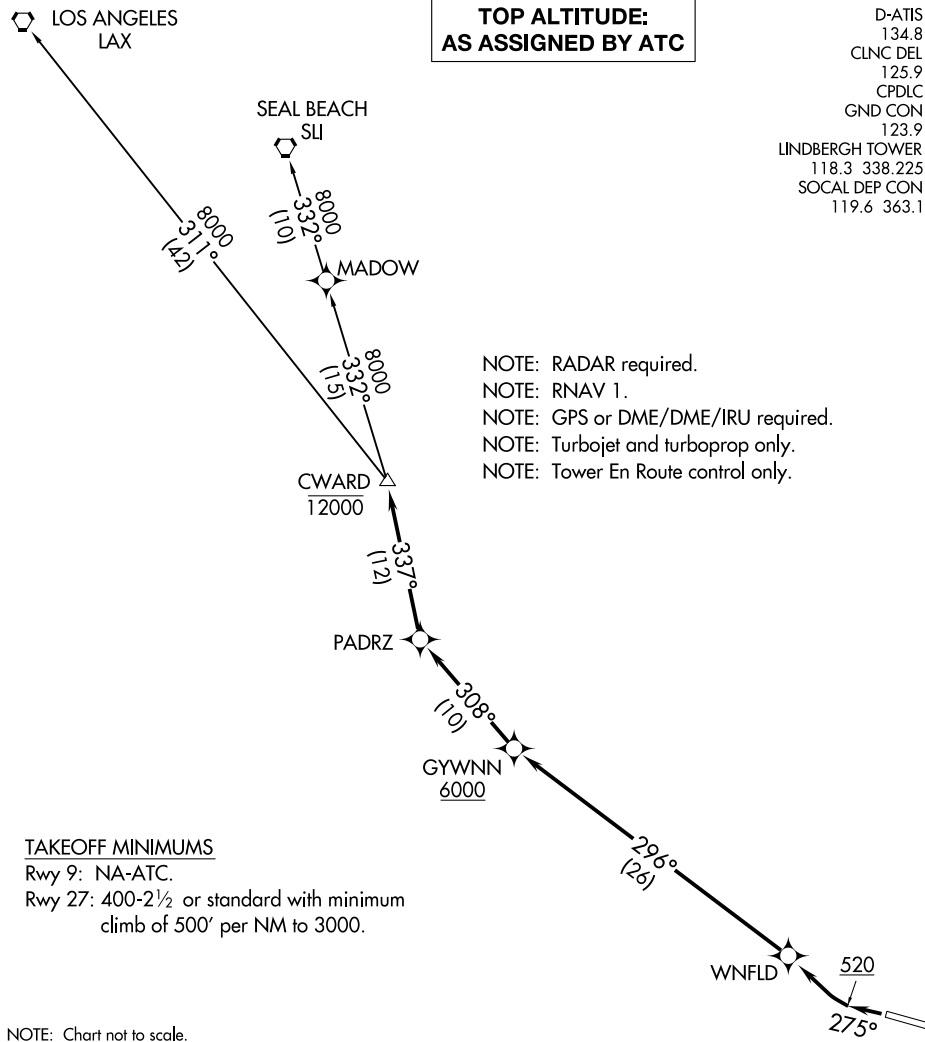 LOS ANGELES
LAX
TOP ALTITUDE:
AS ASSIGNED BY ATC
D-ATIS
134.8
CLNC DEL
125.9
CPDLC
GND CON
123.9
LINDBERGH TOWER
118.3 338.225
SOCAL DEP CON
119.6 363.1
SEAL BEACH
SLI
8000
332°
(10)
8000
311°
(42)
MADOW
8000
332°
(15)
NOTE: RADAR required.
NOTE: RNAV 1.
NOTE: GPS or DME/DME/IRU required.
NOTE: Turbojet and turboprop only.
NOTE: Tower En Route control only.
CWARD
12000
337°
(12)
PADRZ
308°
(10)
GYWNN
6000
296°
(26)
TAKEOFF MINIMUMS
Rwy 9: NA-ATC.
Rwy 27: 400-2½ or standard with minimum
climb of 500' per NM to 3000.
WNFLD
520
275°
NOTE: Chart not to scale.